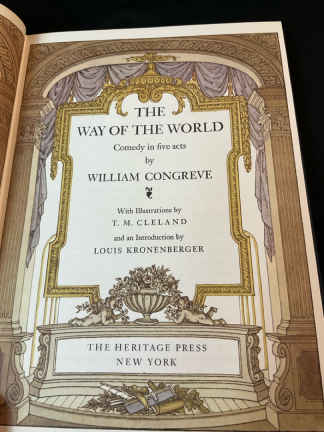 THE
WAY OF THE WORLD
Comedy in five acts
by
WILLIAM CONGREVE
With Illustrations by
T. M. CLELAND
and an Introduction by
LOUIS KRONENBERGER
THE HERITAGE PRESS
NEW YORK